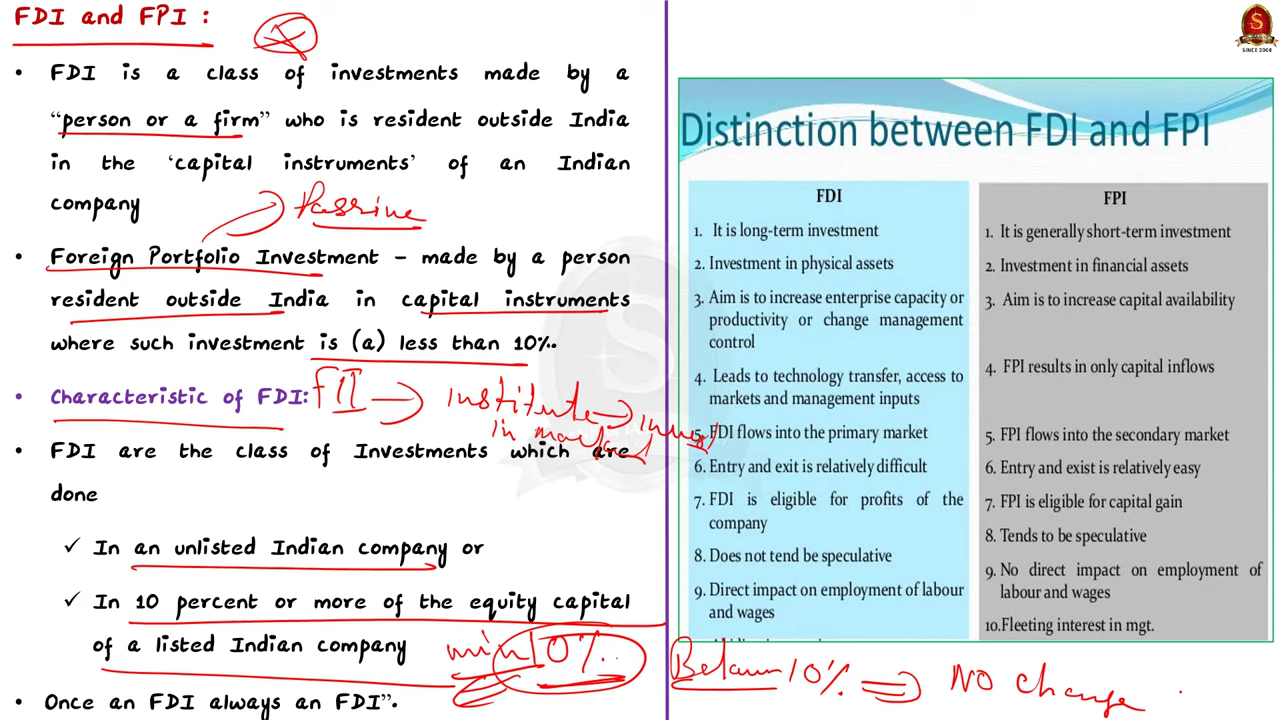 FDI and FPI :
• FDI is a class of investments made by a
“person or a firm” who is resident outside India
in the ‘capital instruments’ of an Indian
company
Passive
• Foreign Portfolio Investment – made by a person
resident outside India in capital instruments
where such investment is (a) less than 10%.
• Characteristic of FDI:
FII → institute → invest
in market
• FDI are the class of Investments which are
done
✓ In an unlisted Indian company or
✓ In 10 percent or more of the equity capital
of a listed Indian company
min 10%..
• Once an FDI always an FDI”.
S
SINCE 2004
Distinction between FDI and FPI
FDI
1. It is long-term investment
2. Investment in physical assets
3. Aim is to increase enterprise capacity or
productivity or change management
control
4. Leads to technology transfer, access to
markets and management inputs
5. FDI flows into the primary market
6. Entry and exit is relatively difficult
7. FDI is eligible for profits of the
company
8. Does not tend be speculative
9. Direct impact on employment of labour
and wages
FPI
1. It is generally short-term investment
2. Investment in financial assets
3. Aim is to increase capital availability
4. FPI results in only capital inflows
5. FPI flows into the secondary market
6. Entry and exist is relatively easy
7. FPI is eligible for capital gain
8. Tends to be speculative
9. No direct impact on employment of
labour and wages
10. Fleeting interest in mgt.
Below 10% ⇒ NO change